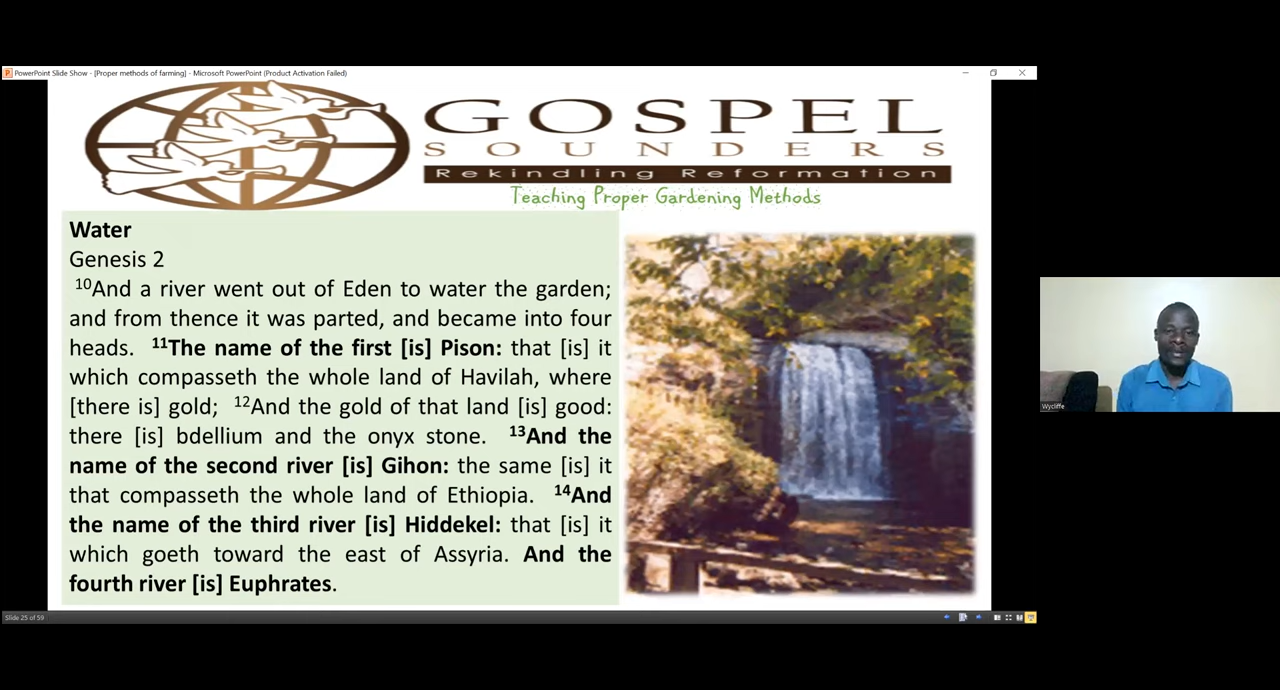 PowerPoint Slide Show - [Proper methods of farming] - Microsoft PowerPoint (Product Activation Failed)
GOSPEL
SOUNDERS
Rekindling Reformation
Teaching Proper Gardening Methods
Water
Genesis 2
10And a river went out of Eden to water the garden;
and from thence it was parted, and became into four
heads. 11The name of the first [is] Pison: that [is] it
which compasseth the whole land of Havilah, where
[there is] gold; 12And the gold of that land [is] good:
there [is] bdellium and the onyx stone. 13And the
name of the second river [is] Gihon: the same [is] it
that compasseth the whole land of Ethiopia. 14And
the name of the third river [is] Hiddekel: that [is] it
which goeth toward the east of Assyria. And the
fourth river [is] Euphrates.
Wycliffe
Slide 25 of 59